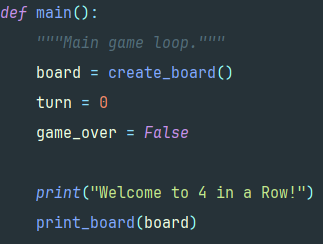 def main():
    """Main game loop."""
    board = create_board()
    turn = 0
    game_over = False

    print("Welcome to 4 in a Row!")
    print_board(board)